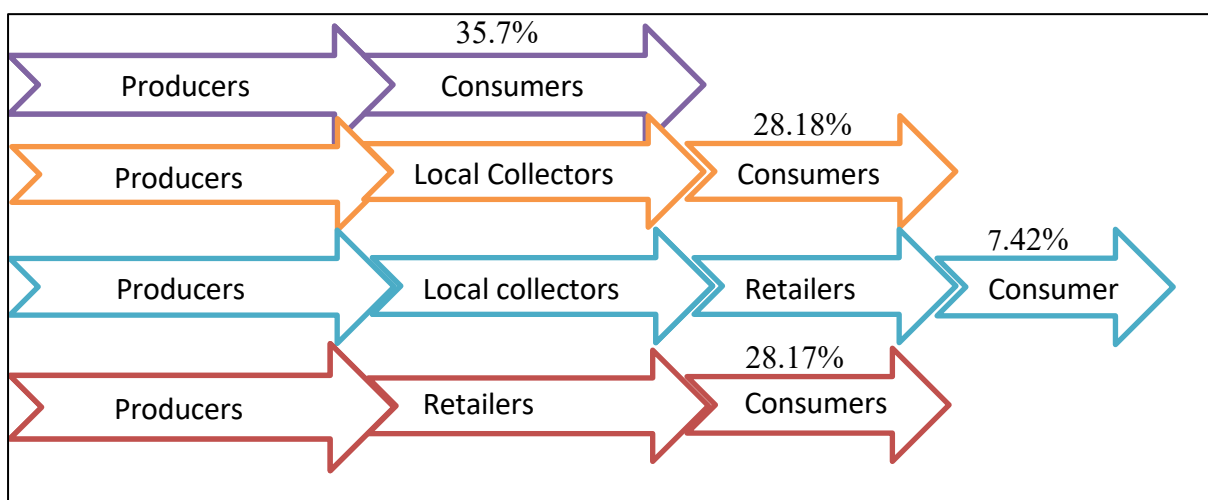 35.7%
Producers Consumers
28.18%
Producers Local Collectors Consumers
7.42%
Producers Local collectors Retailers Consumer
28.17%
Producers Retailers Consumers